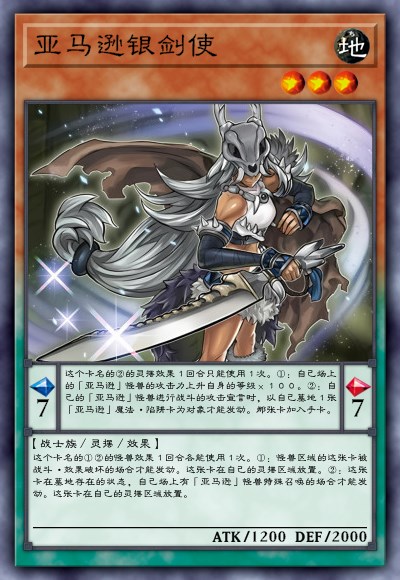 亚马逊银剑使
地
这个卡名的②的灵摆效果1回合只能使用1次。①：自己场上
的「亚马逊」怪兽的攻击力上升自身的等级×100。②：自
己的「亚马逊」怪兽进行战斗的攻击宣言时，以自己墓地1张
「亚马逊」魔法·陷阱卡为对象才能发动。那张卡加入手卡。
7
7
【战士族／灵摆／效果】
这个卡名的①②的怪兽效果1回合各能使用1次。①：怪兽区域的这张卡被
战斗·效果破坏的场合才能发动。这张卡在自己的灵摆区域放置。②：这张
卡在墓地存在的状态，自己场上有「亚马逊」怪兽特殊召唤的场合才能发
动。这张卡在自己的灵摆区域放置。
ATK/1200 DEF/2000